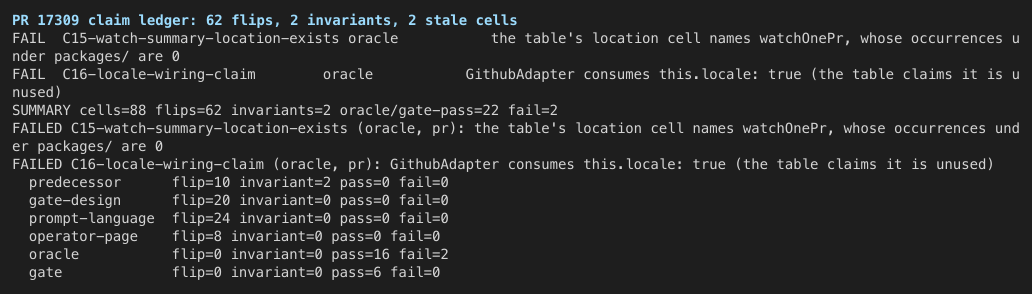 PR 17309 claim ledger: 62 flips, 2 invariants, 2 stale cells
FAIL  C15-watch-summary-location-exists oracle           the table's location cell names watchOnePr, whose occurrences u
nder packages/ are 0
FAIL  C16-locale-wiring-claim        oracle           GithubAdapter consumes this.locale: true (the table claims it is u
nused)
SUMMARY cells=88 flips=62 invariants=2 oracle/gate-pass=22 fail=2
FAILED C15-watch-summary-location-exists (oracle, pr): the table's location cell names watchOnePr, whose occurrences und
er packages/ are 0
FAILED C16-locale-wiring-claim (oracle, pr): GithubAdapter consumes this.locale: true (the table claims it is unused)
  predecessor      flip=10 invariant=2 pass=0 fail=0
  gate-design      flip=20 invariant=0 pass=0 fail=0
  prompt-language  flip=24 invariant=0 pass=0 fail=0
  operator-page    flip=8 invariant=0 pass=0 fail=0
  oracle           flip=0 invariant=0 pass=16 fail=2
  gate             flip=0 invariant=0 pass=6 fail=0